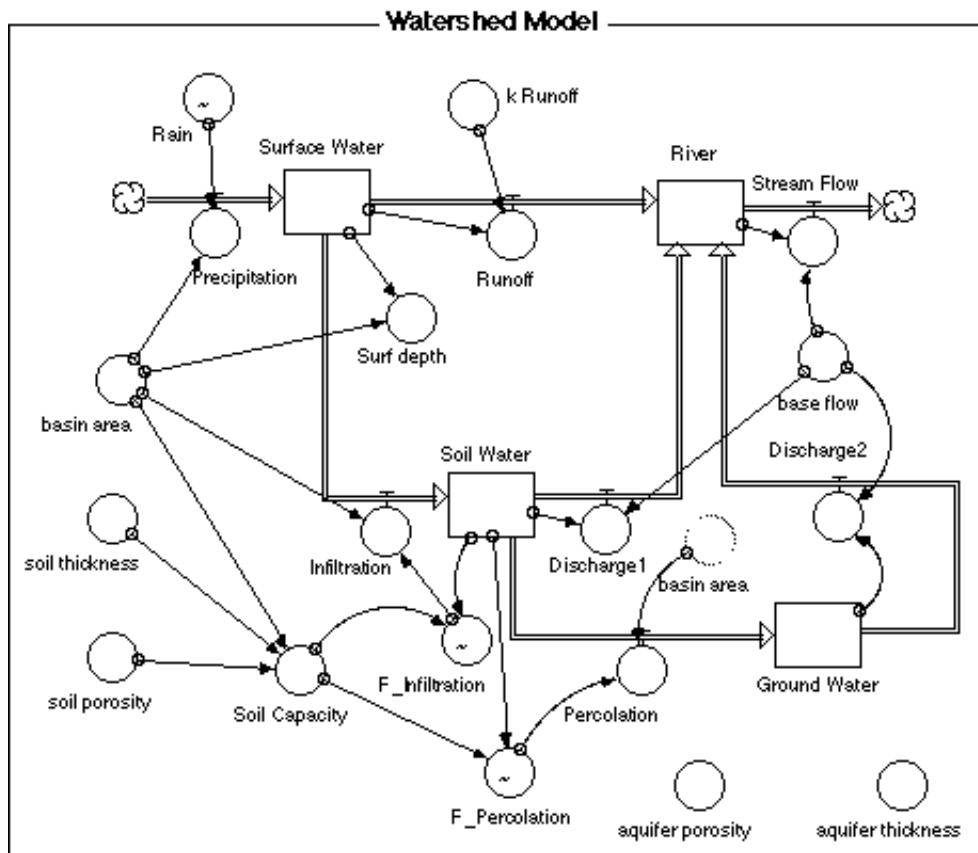 Watershed Model
Rain
k Runoff
Surface Water
River
Stream Flow
Precipitation
Runoff
Surf depth
basin area
base flow
Discharge2
Soil Water
soil thickness
Infiltration
Discharge1
basin area
soil porosity
Soil Capacity
F_Infiltration
Percolation
Ground Water
F_Percolation
aquifer porosity
aquifer thickness